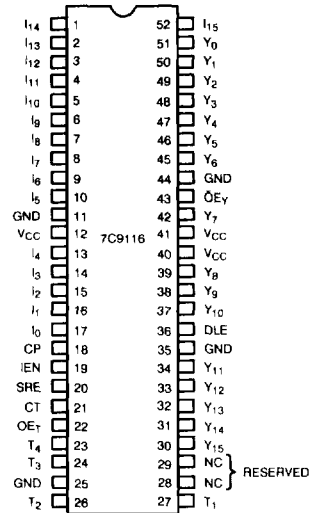 I14 1 52 I15
I13 2 51 Y0
I12 3 50 Y1
I11 4 49 Y2
I10 5 48 Y3
I9 6 47 Y4
I8 7 46 Y5
I7 8 45 Y6
I6 9 44 GND
I5 10 43 OEY
GND 11 42 Y7
VCC 12 7C9116 41 VCC
I4 13 40 VCC
I3 14 39 Y8
I2 15 38 Y9
I1 16 37 Y10
I0 17 36 DLE
CP 18 35 GND
IEN 19 34 Y11
SRE 20 33 Y12
CT 21 32 Y13
OET 22 31 Y14
T4 23 30 Y15
T3 24 29 NC
GND 25 28 NC RESERVED
T2 26 27 T1